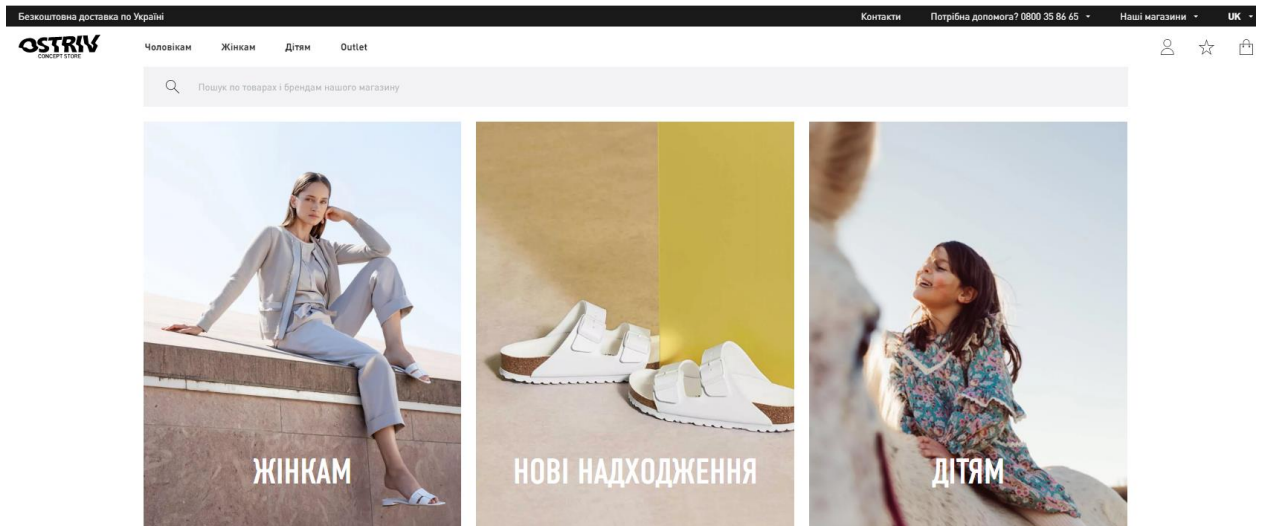 Безкоштовна доставка по Україні
Контакти
Потрібна допомога? 0800 35 86 65
Наші магазини
UK
OSTRIV
CONCEPT STORE
Чоловікам
Жінкам
Дітям
Outlet
Пошук по товарах і брендам нашого магазину
ЖІНКАМ
НОВІ НАДХОДЖЕННЯ
ДІТЯМ